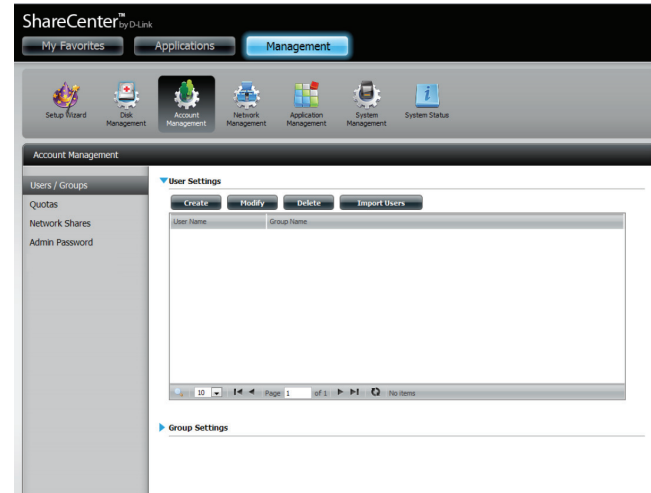 ShareCenter™ by D-Link
My Favorites Applications Management
Setup Wizard Disk Management Account Management Network Management Application Management System Management System Status
Account Management
Users / Groups
Quotas
Network Shares
Admin Password
User Settings
Create Modify Delete Import Users
User Name Group Name
10 Page 1 of 1 No items
Group Settings